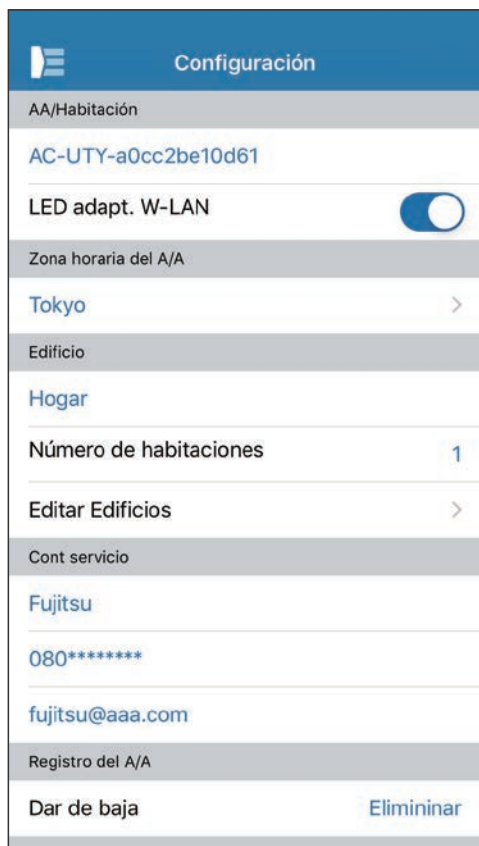 Configuración
AA/Habitación
AC-UTY-a0cc2be10d61
LED adapt. W-LAN
Zona horaria del A/A
Tokyo
Edificio
Hogar
Número de habitaciones 1
Editar Edificios
Cont servicio
Fujitsu
080********
fujitsu@aaa.com
Registro del A/A
Dar de baja Elimininar